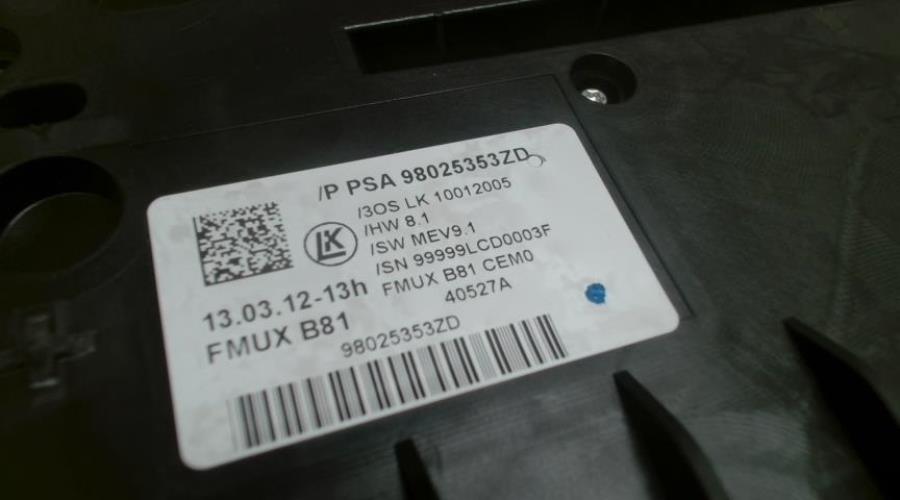 /P PSA 98025353ZD
/3OS LK 10012005
/HW 8.1
/SW MEV9.1
/SN 99999LCD0003F
FMUX B81 CEM0
40527A
LK
13.03.12-13h
FMUX B81
98025353ZD